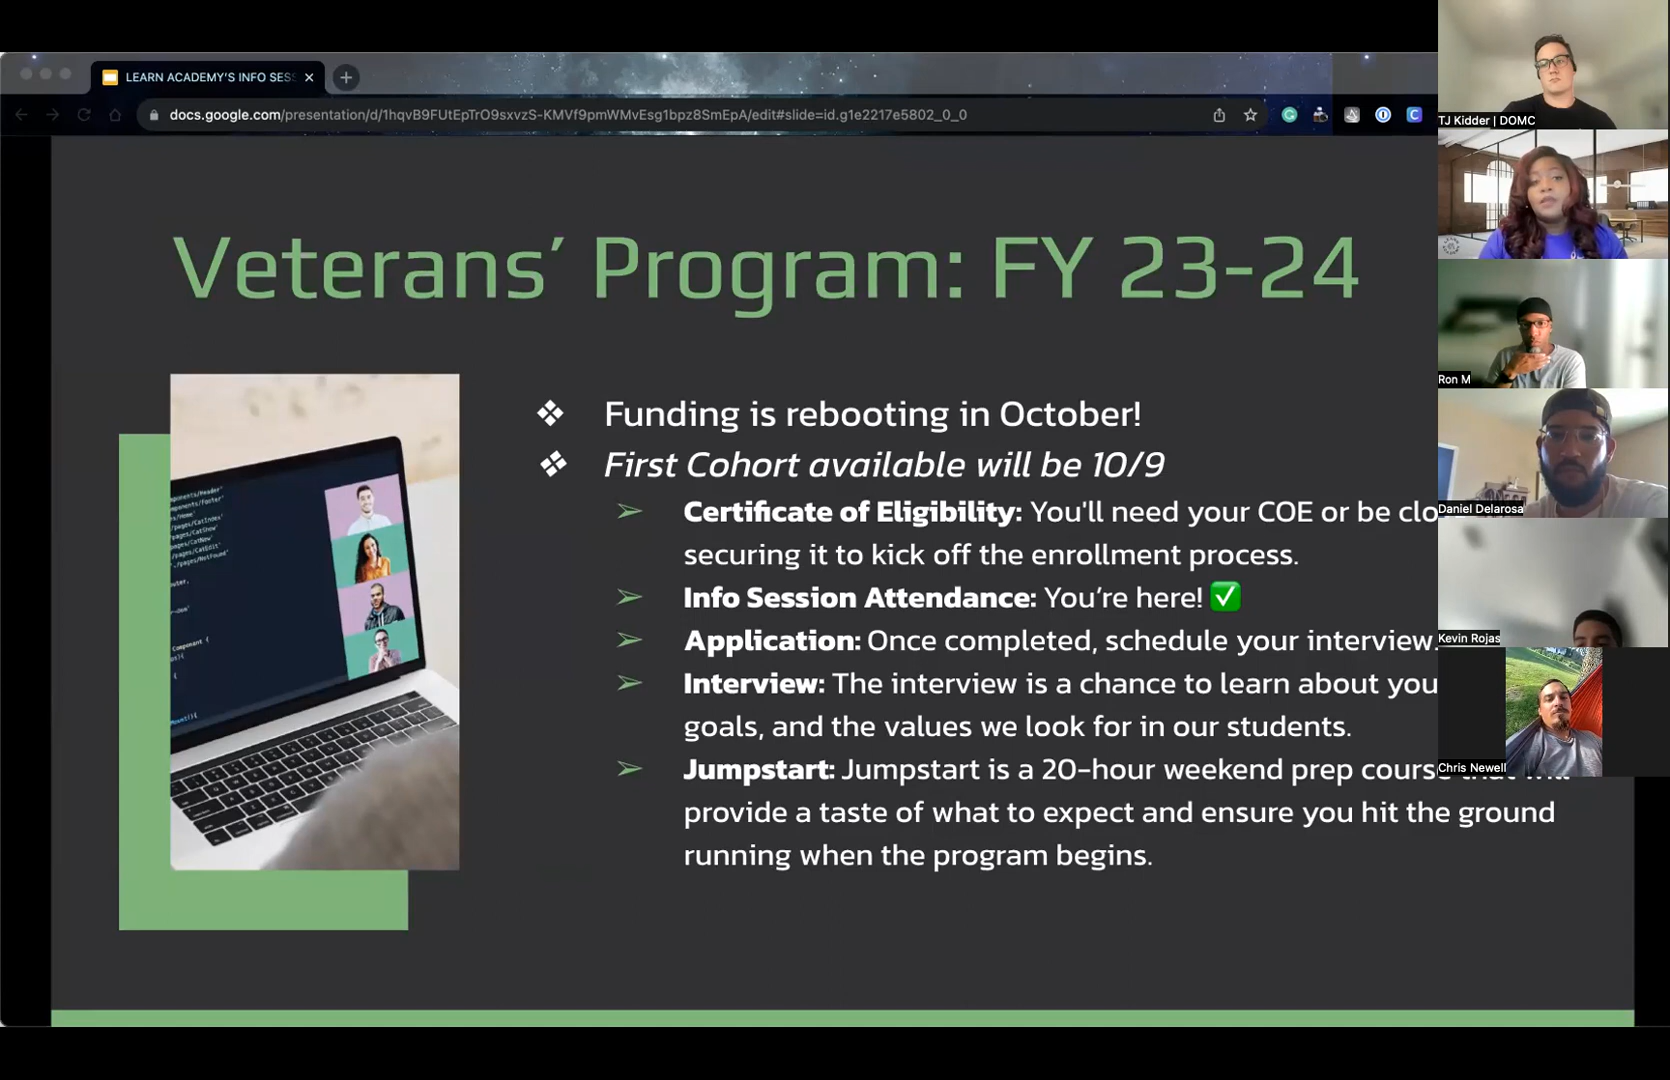 LEARN ACADEMY'S INFO SES
docs.google.com/presentation/d/1hqvB9FUtEpTrO9sxvzS-KMVf9pmWMvEsg1bpz8SmEpA/edit#slide=id.g1e2217e5802_0_0
Veterans’ Program: FY 23-24
Funding is rebooting in October!
First Cohort available will be 10/9
Certificate of Eligibility: You'll need your COE or be clo
securing it to kick off the enrollment process.
Info Session Attendance: You’re here! ✅
Application: Once completed, schedule your interview.
Interview: The interview is a chance to learn about you
goals, and the values we look for in our students.
Jumpstart: Jumpstart is a 20-hour weekend prep course that will
provide a taste of what to expect and ensure you hit the ground
running when the program begins.
TJ Kidder | DOMC
Ron M
Daniel Delarosa
Kevin Rojas
Chris Newell